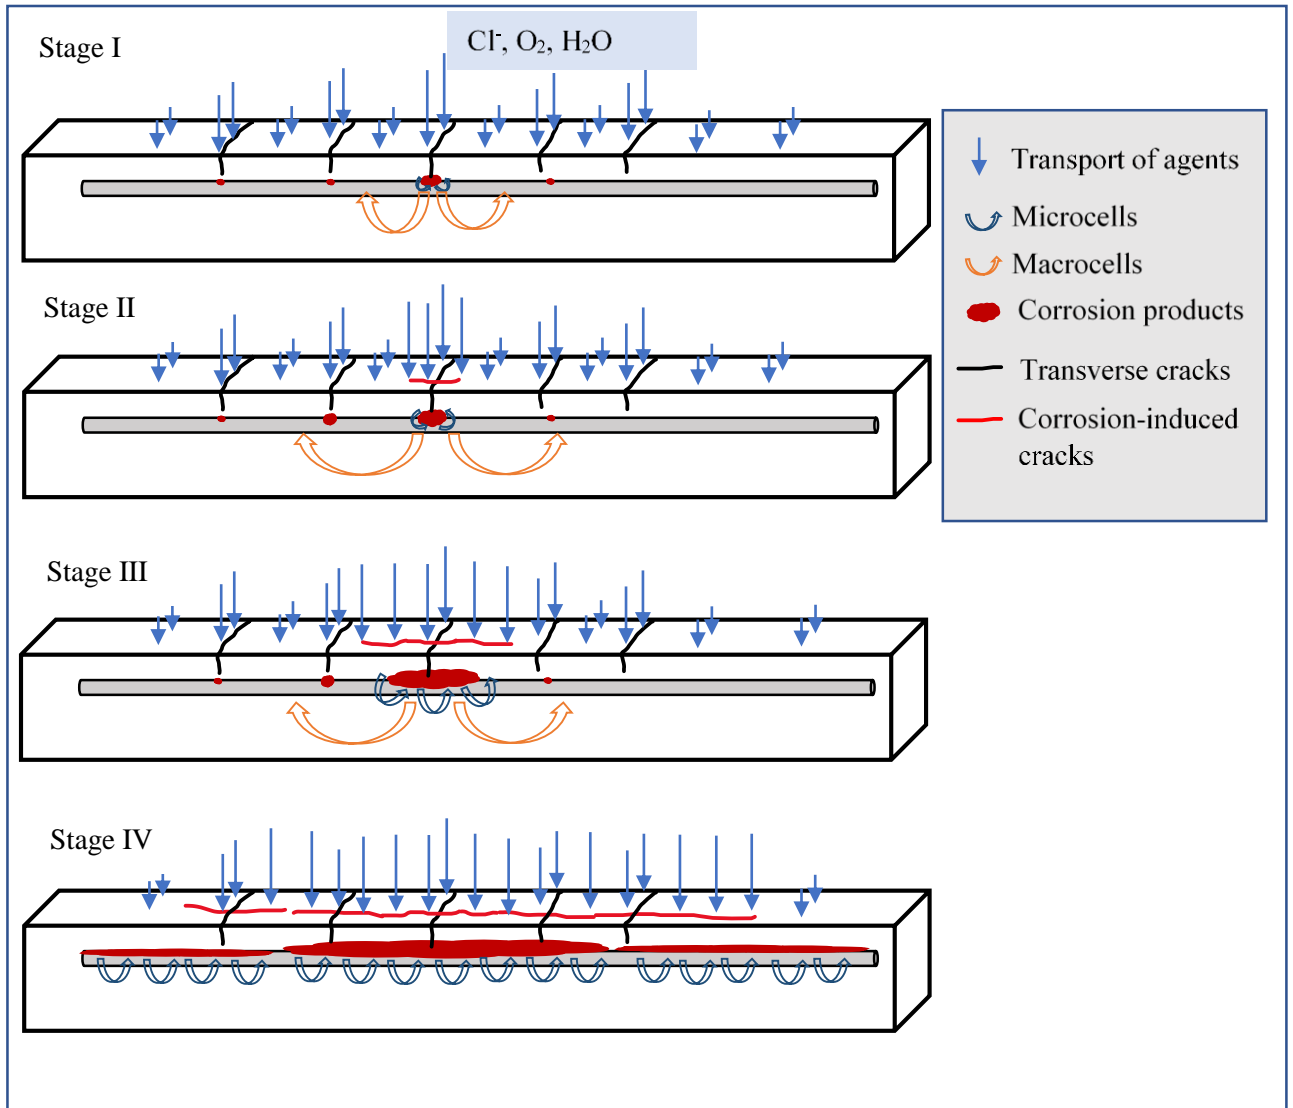 Stage I
Cl⁻, O₂, H₂O
Transport of agents
Microcells
Macrocells
Corrosion products
Transverse cracks
Corrosion-induced
cracks
Stage II
Stage III
Stage IV